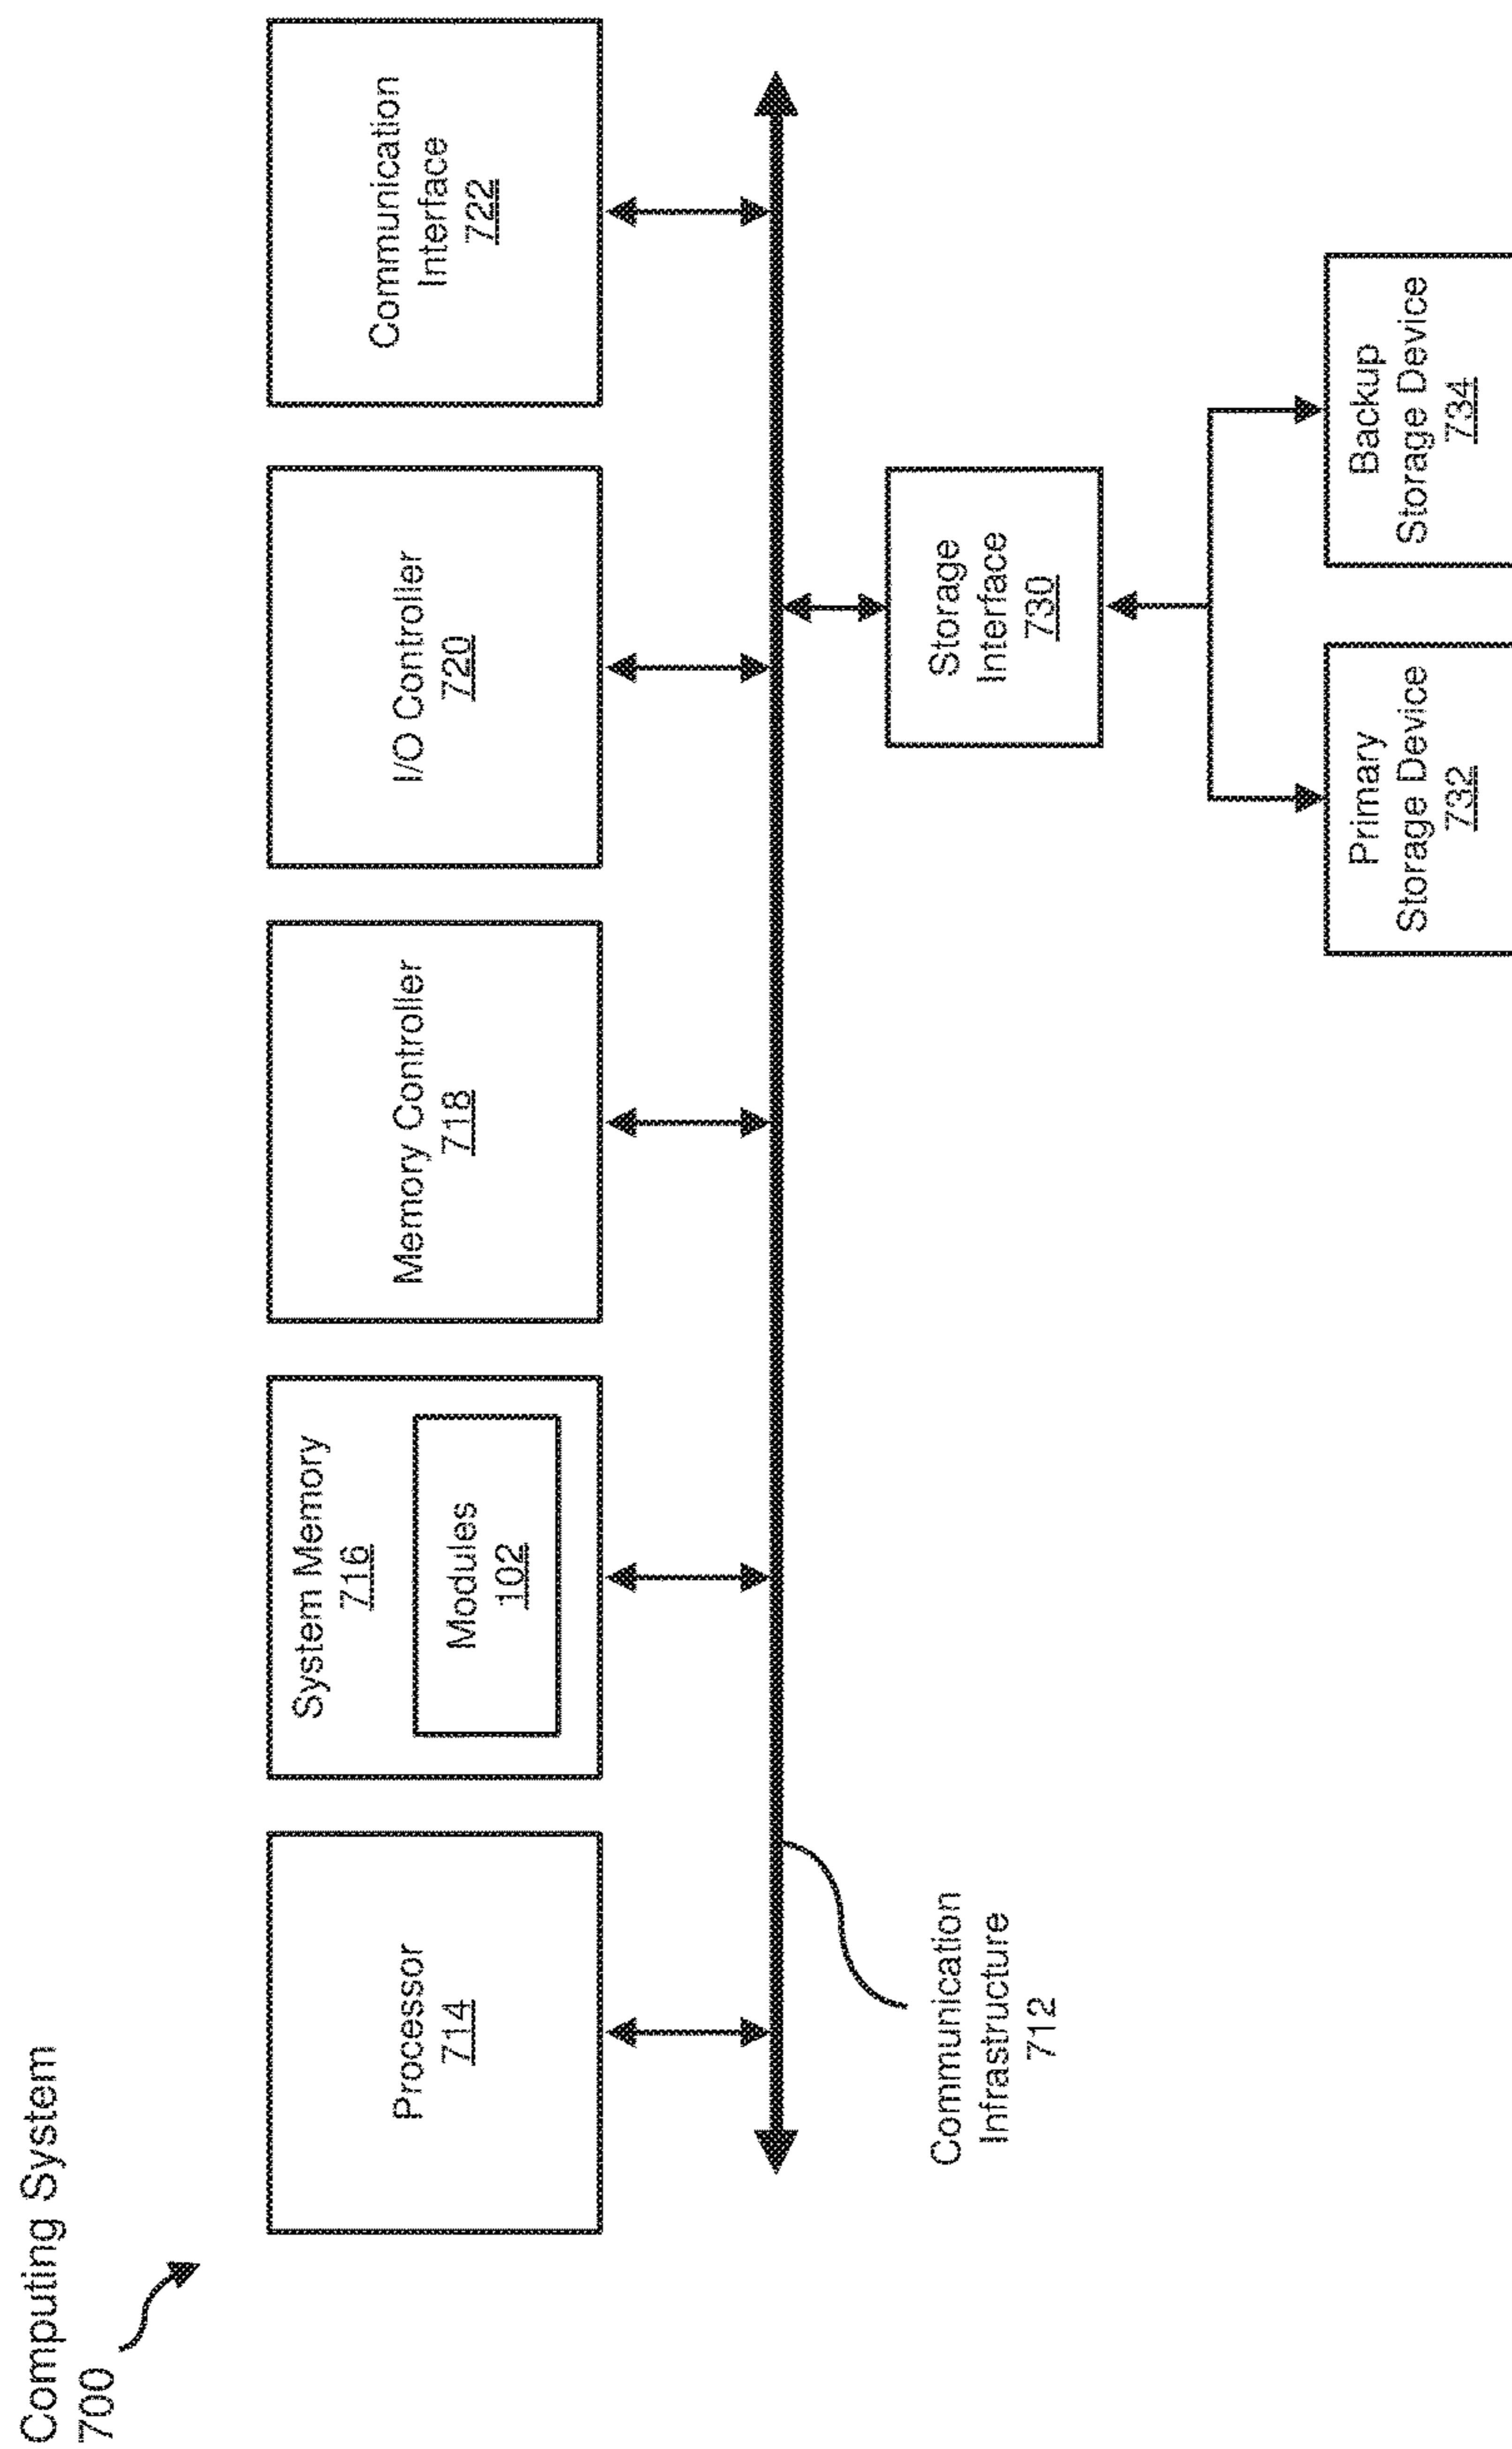 Computing System
700
Processor
714
System Memory
716
Modules
102
Memory Controller
718
I/O Controller
720
Communication
Interface
722
Communication
Infrastructure
712
Storage
Interface
730
Primary
Storage Device
732
Backup
Storage Device
734